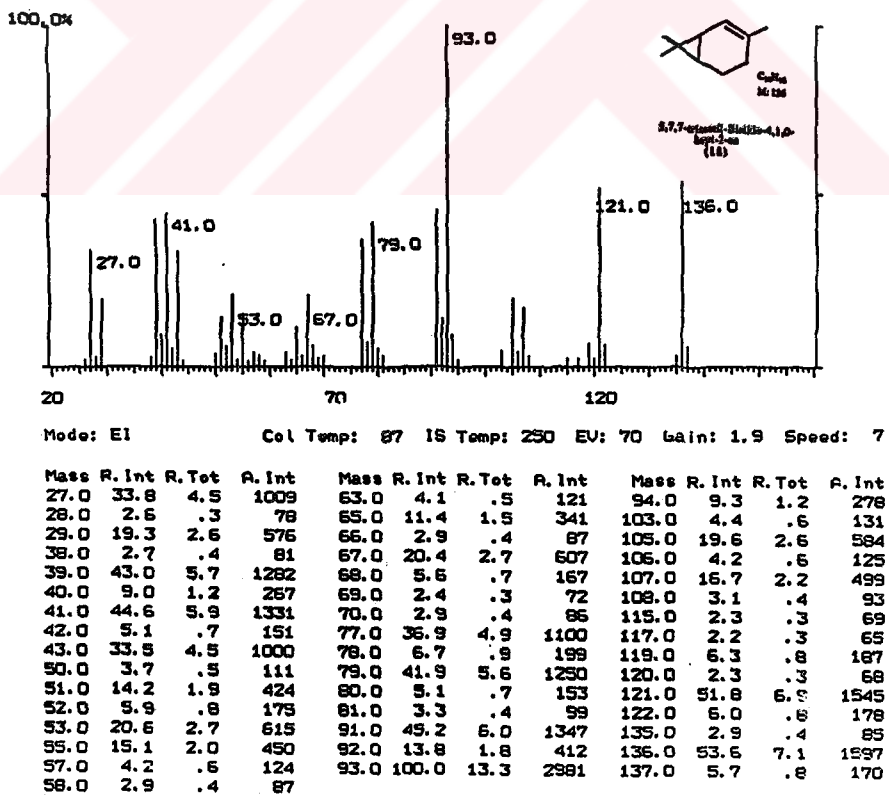 100.0%
93.0
M: 136
(18)
121.0 136.0
41.0
79.0
27.0
53.0 67.0
20 70 120
Mode: EI Col Temp: 87 IS Temp: 250 EV: 70 Gain: 1.9 Speed: 7
Mass R.Int R.Tot A.Int Mass R.Int R.Tot A.Int Mass R.Int R.Tot A.Int
27.0 33.8 4.5 1009 63.0 4.1 .5 121 94.0 9.3 1.2 278
28.0 2.6 .3 78 65.0 11.4 1.5 341 103.0 4.4 .6 131
29.0 19.3 2.6 576 66.0 2.9 .4 87 105.0 19.6 2.6 584
38.0 2.7 .4 81 67.0 20.4 2.7 607 106.0 4.2 .6 125
39.0 43.0 5.7 1282 68.0 5.6 .7 167 107.0 16.7 2.2 499
40.0 9.0 1.2 267 69.0 2.4 .3 72 108.0 3.1 .4 93
41.0 44.6 5.9 1331 70.0 2.9 .4 86 115.0 2.3 .3 69
42.0 5.1 .7 151 77.0 36.9 4.9 1100 117.0 2.2 .3 65
43.0 33.5 4.5 1000 78.0 6.7 .9 199 119.0 6.3 .8 187
50.0 3.7 .5 111 79.0 41.9 5.6 1250 120.0 2.3 .3 68
51.0 14.2 1.9 424 80.0 5.1 .7 153 121.0 51.8 6.9 1545
52.0 5.9 .8 175 81.0 3.3 .4 99 122.0 6.0 .8 178
53.0 20.6 2.7 615 91.0 45.2 6.0 1347 135.0 2.9 .4 85
55.0 15.1 2.0 450 92.0 13.8 1.8 412 136.0 53.6 7.1 1597
57.0 4.2 .6 124 93.0 100.0 13.3 2981 137.0 5.7 .8 170
58.0 2.9 .4 87